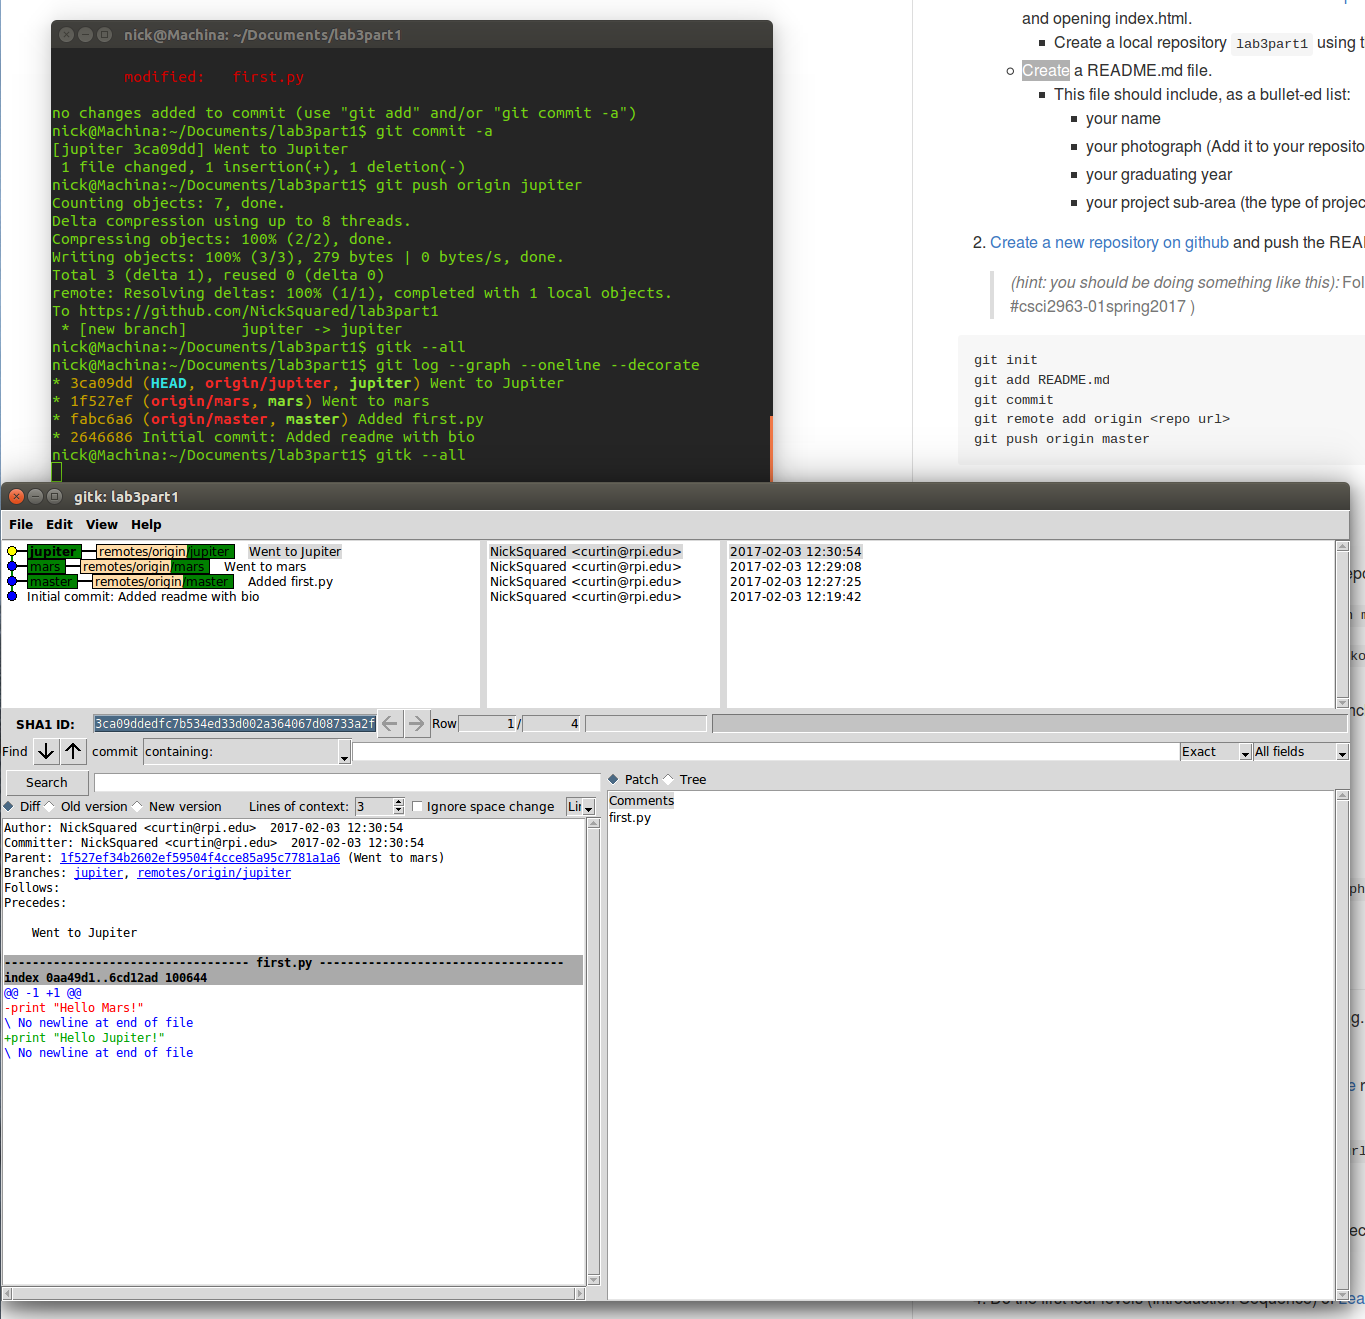 nick@Machina: ~/Documents/lab3part1
modified:   first.py
no changes added to commit (use "git add" and/or "git commit -a")
nick@Machina:~/Documents/lab3part1$ git commit -a
[jupiter 3ca09dd] Went to Jupiter
 1 file changed, 1 insertion(+), 1 deletion(-)
nick@Machina:~/Documents/lab3part1$ git push origin jupiter
Counting objects: 7, done.
Delta compression using up to 8 threads.
Compressing objects: 100% (2/2), done.
Writing objects: 100% (3/3), 279 bytes | 0 bytes/s, done.
Total 3 (delta 1), reused 0 (delta 0)
remote: Resolving deltas: 100% (1/1), completed with 1 local objects.
To https://github.com/NickSquared/lab3part1
 * [new branch]      jupiter -> jupiter
nick@Machina:~/Documents/lab3part1$ gitk --all
nick@Machina:~/Documents/lab3part1$ git log --graph --oneline --decorate
* 3ca09dd (HEAD, origin/jupiter, jupiter) Went to Jupiter
* 1f527ef (origin/mars, mars) Went to mars
* fabc6a6 (origin/master, master) Added first.py
* 2646686 Initial commit: Added readme with bio
nick@Machina:~/Documents/lab3part1$ gitk --all
and opening index.html.
Create a local repository lab3part1 using t
Create a README.md file.
This file should include, as a bullet-ed list:
your name
your photograph (Add it to your reposito
your graduating year
your project sub-area (the type of projec
2. Create a new repository on github and push the REA
(hint: you should be doing something like this): Fol
#csci2963-01spring2017 )
git init
git add README.md
git commit
git remote add origin <repo url>
git push origin master
gitk: lab3part1
File Edit View Help
jupiter remotes/origin/jupiter Went to Jupiter NickSquared <curtin@rpi.edu> 2017-02-03 12:30:54
mars remotes/origin/mars Went to mars NickSquared <curtin@rpi.edu> 2017-02-03 12:29:08
master remotes/origin/master Added first.py NickSquared <curtin@rpi.edu> 2017-02-03 12:27:25
Initial commit: Added readme with bio NickSquared <curtin@rpi.edu> 2017-02-03 12:19:42
SHA1 ID: 3ca09ddedfc7b534ed33d002a364067d08733a2f Row 1 / 4
Find commit containing: Exact All fields
Search
Patch Tree
Diff Old version New version Lines of context: 3 Ignore space change Lin
Comments
first.py
Author: NickSquared <curtin@rpi.edu>  2017-02-03 12:30:54
Committer: NickSquared <curtin@rpi.edu>  2017-02-03 12:30:54
Parent: 1f527ef34b2602ef59504f4cce85a95c7781a1a6 (Went to mars)
Branches: jupiter, remotes/origin/jupiter
Follows:
Precedes:
Went to Jupiter
----------------------------------- first.py -----------------------------------
index 0aa49d1..6cd12ad 100644
@@ -1 +1 @@
-print "Hello Mars!"
\ No newline at end of file
+print "Hello Jupiter!"
\ No newline at end of file